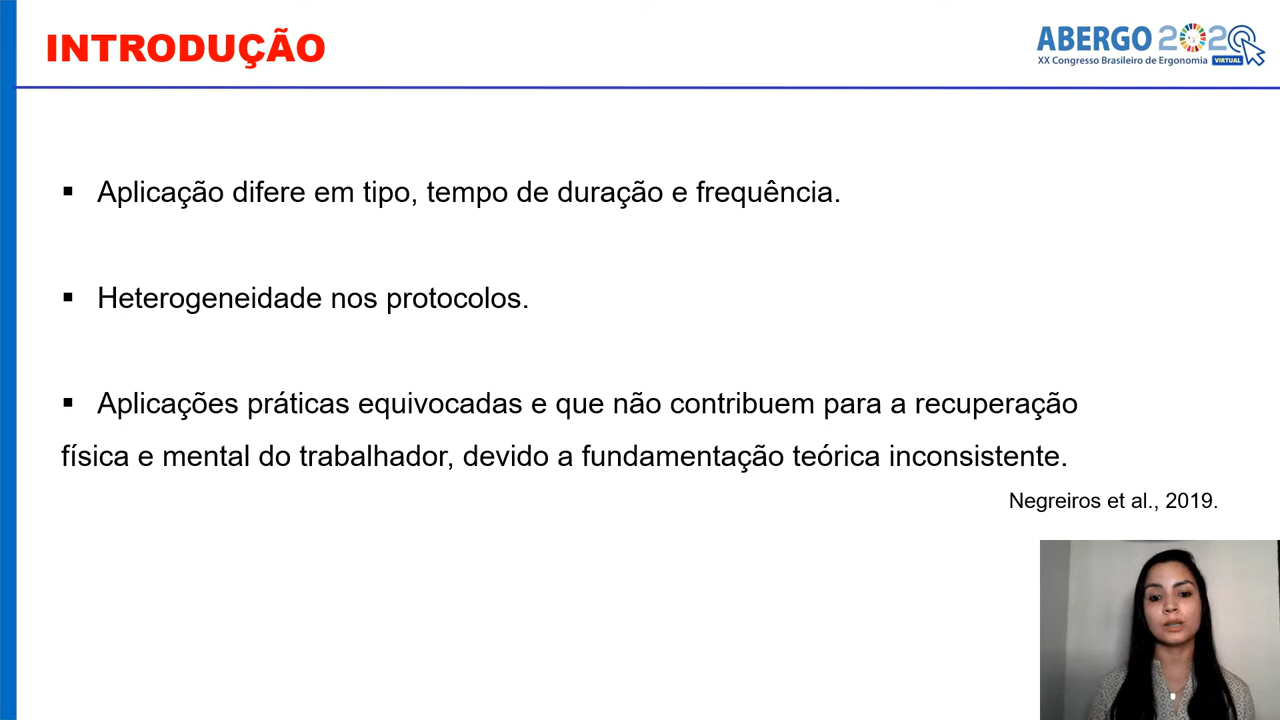 INTRODUÇÃO
ABERGO 2020
XX Congresso Brasileiro de Ergonomia VIRTUAL
▪ Aplicação difere em tipo, tempo de duração e frequência.
▪ Heterogeneidade nos protocolos.
▪ Aplicações práticas equivocadas e que não contribuem para a recuperação
física e mental do trabalhador, devido a fundamentação teórica inconsistente.
Negreiros et al., 2019.